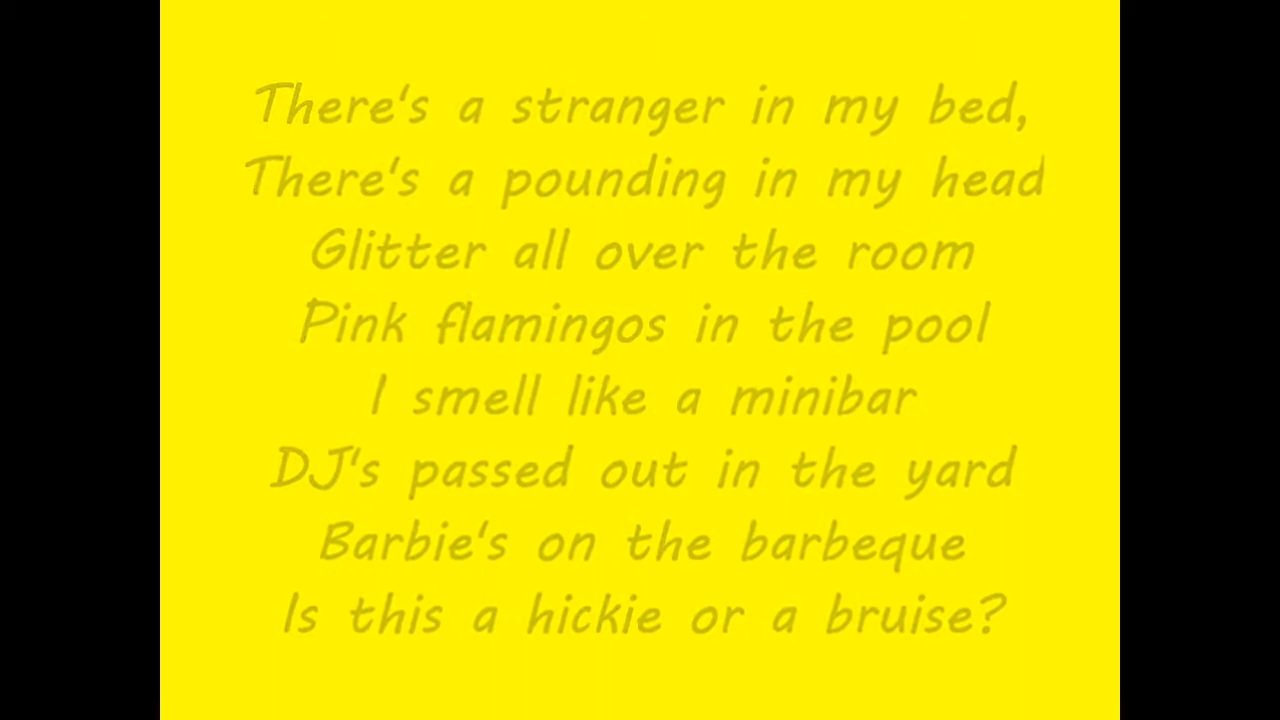 There's a stranger in my bed,
There's a pounding in my head
Glitter all over the room
Pink flamingos in the pool
I smell like a minibar
DJ's passed out in the yard
Barbie's on the barbeque
Is this a hickie or a bruise?